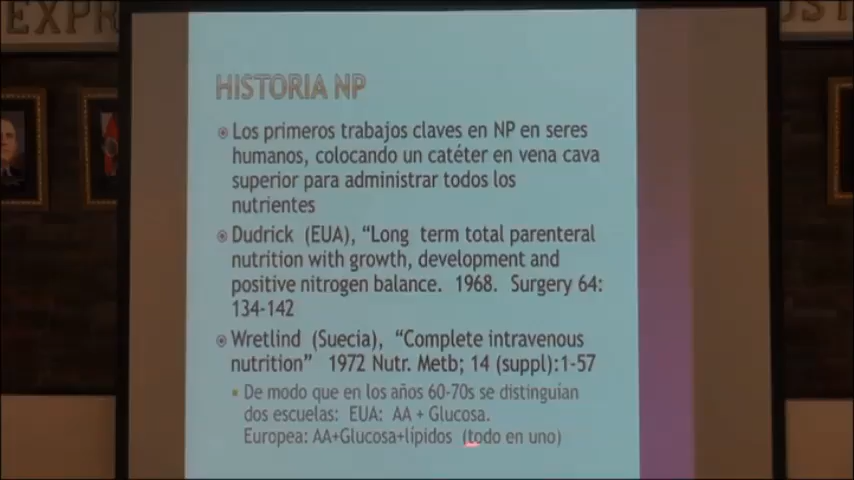 EXPR
HISTORIA NP
Los primeros trabajos claves en NP en seres
humanos, colocando un catéter en vena cava
superior para administrar todos los
nutrientes
Dudrick (EUA), “Long term total parenteral
nutrition with growth, development and
positive nitrogen balance. 1968. Surgery 64:
134-142
Wretlind (Suecia), “Complete intravenous
nutrition” 1972 Nutr. Metb; 14 (suppl):1-57
De modo que en los años 60-70s se distinguían
dos escuelas: EUA: AA + Glucosa.
Europea: AA+Glucosa+lípidos (todo en uno)